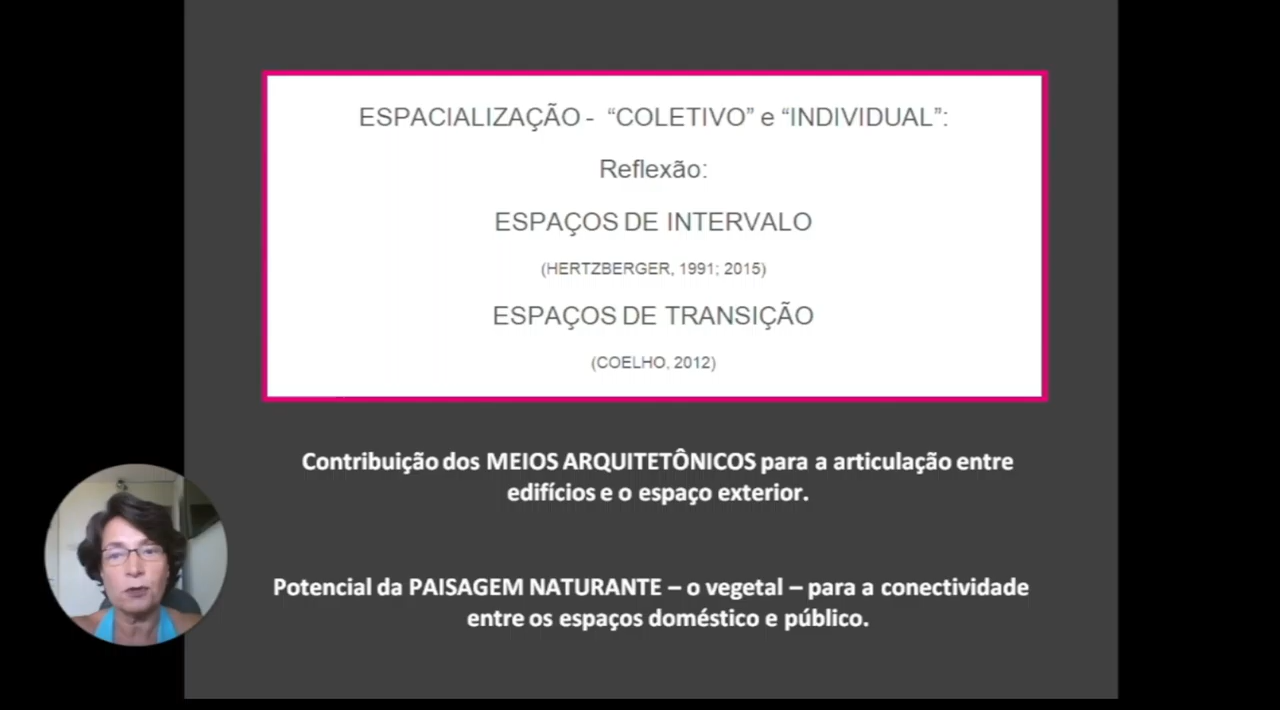 ESPACIALIZAÇÃO - “COLETIVO” e “INDIVIDUAL”:
Reflexão:
ESPAÇOS DE INTERVALO
(HERTZBERGER, 1991; 2015)
ESPAÇOS DE TRANSIÇÃO
(COELHO, 2012)
Contribuição dos MEIOS ARQUITETÔNICOS para a articulação entre
edifícios e o espaço exterior.
Potencial da PAISAGEM NATURANTE – o vegetal – para a conectividade
entre os espaços doméstico e público.